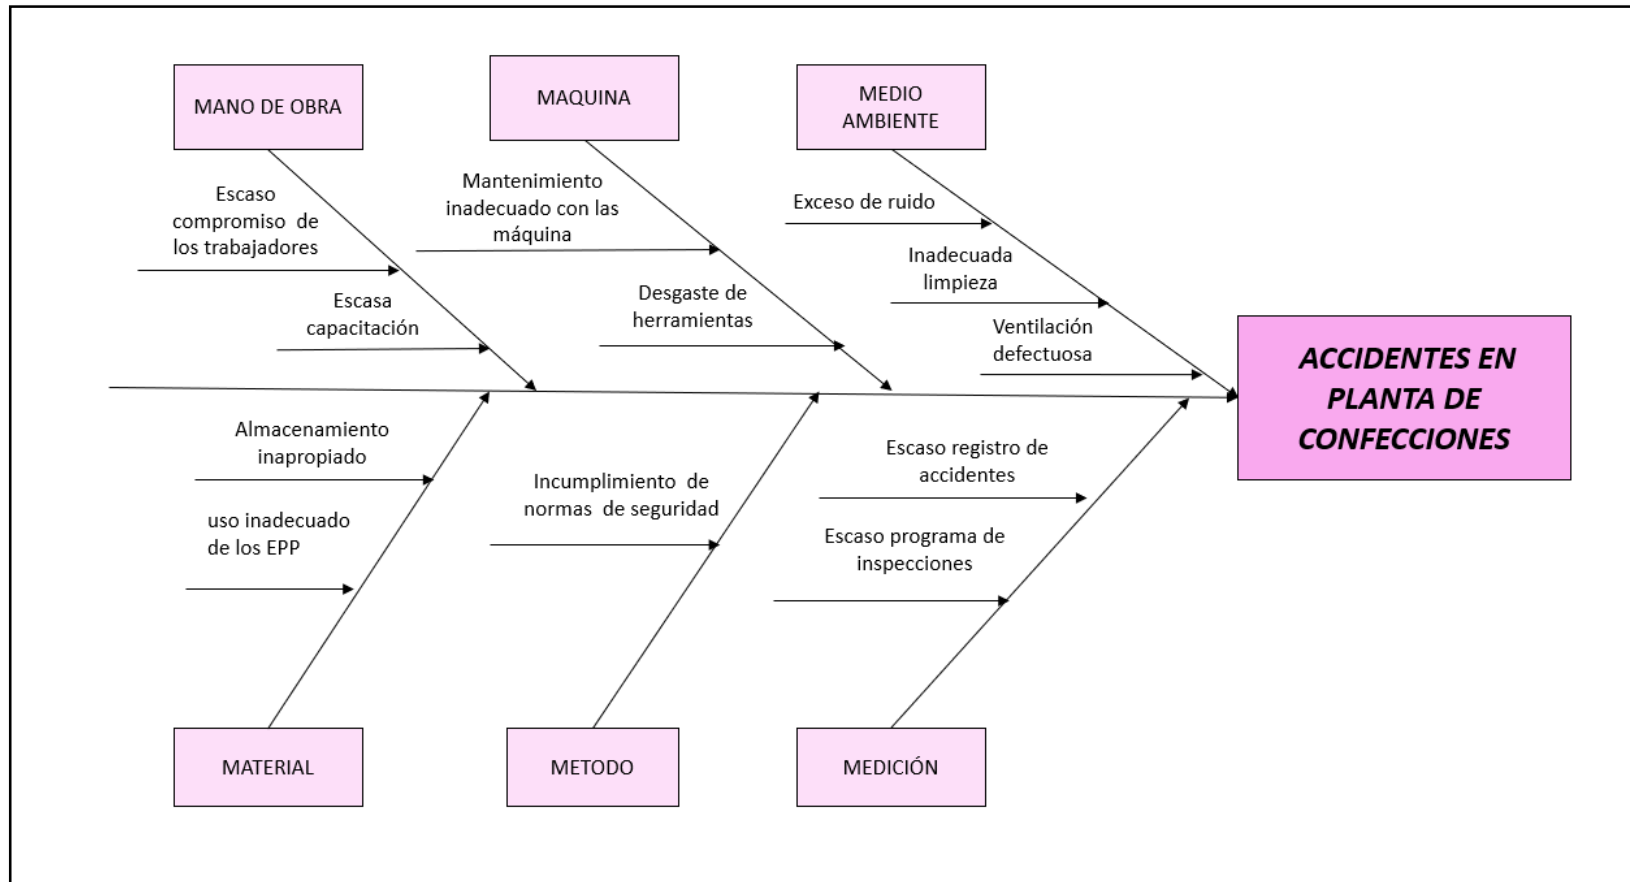 MANO DE OBRA
MAQUINA
MEDIO
AMBIENTE
Escaso
compromiso de
los trabajadores
Escasa
capacitación
Mantenimiento
inadecuado con las
máquina
Desgaste de
herramientas
Exceso de ruido
Inadecuada
limpieza
Ventilación
defectuosa
ACCIDENTES EN
PLANTA DE
CONFECCIONES
Almacenamiento
inapropiado
uso inadecuado
de los EPP
Incumplimiento de
normas de seguridad
Escaso registro de
accidentes
Escaso programa de
inspecciones
MATERIAL
METODO
MEDICIÓN